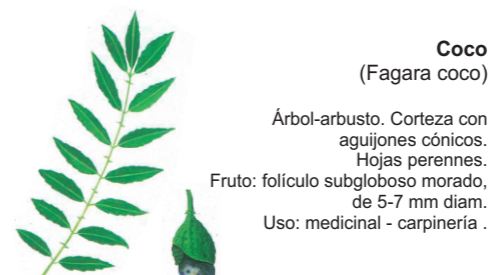 Coco
(Fagara coco)
Árbol-arbusto. Corteza con
aguijones cónicos.
Hojas perennes.
Fruto: folículo subgloboso morado,
de 5-7 mm diam.
Uso: medicinal - carpinería .